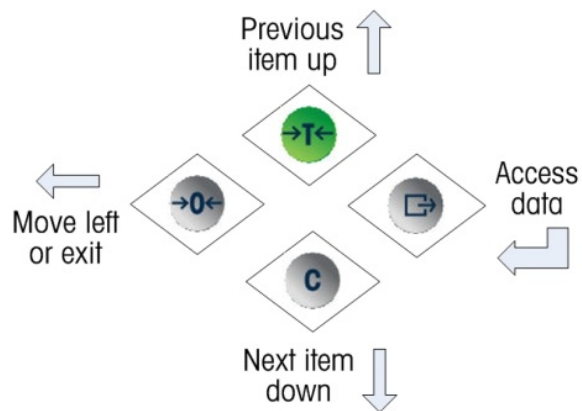 Previous
item up
→T←
→0←
Move left
or exit
Access
data
C
Next item
down